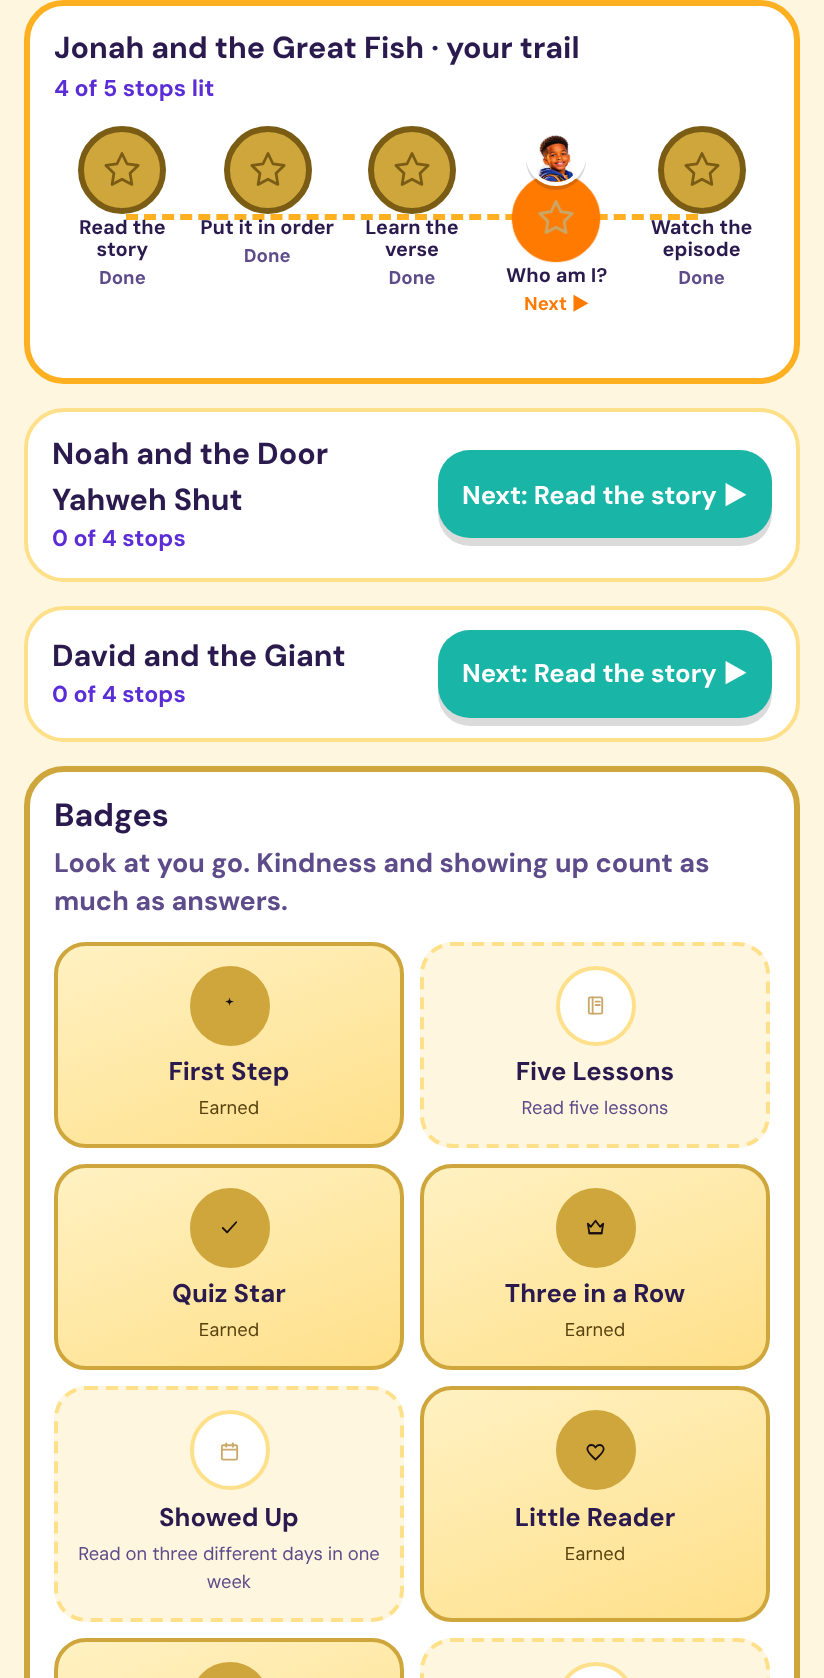 Jonah and the Great Fish · your trail
4 of 5 stops lit
Read the
story
Done
Put it in order
Done
Learn the
verse
Done
Who am I?
Next ▶
Watch the
episode
Done
Noah and the Door
Yahweh Shut
0 of 4 stops
Next: Read the story ▶
David and the Giant
0 of 4 stops
Next: Read the story ▶
Badges
Look at you go. Kindness and showing up count as
much as answers.
First Step
Earned
Five Lessons
Read five lessons
Quiz Star
Earned
Three in a Row
Earned
Showed Up
Read on three different days in one
week
Little Reader
Earned